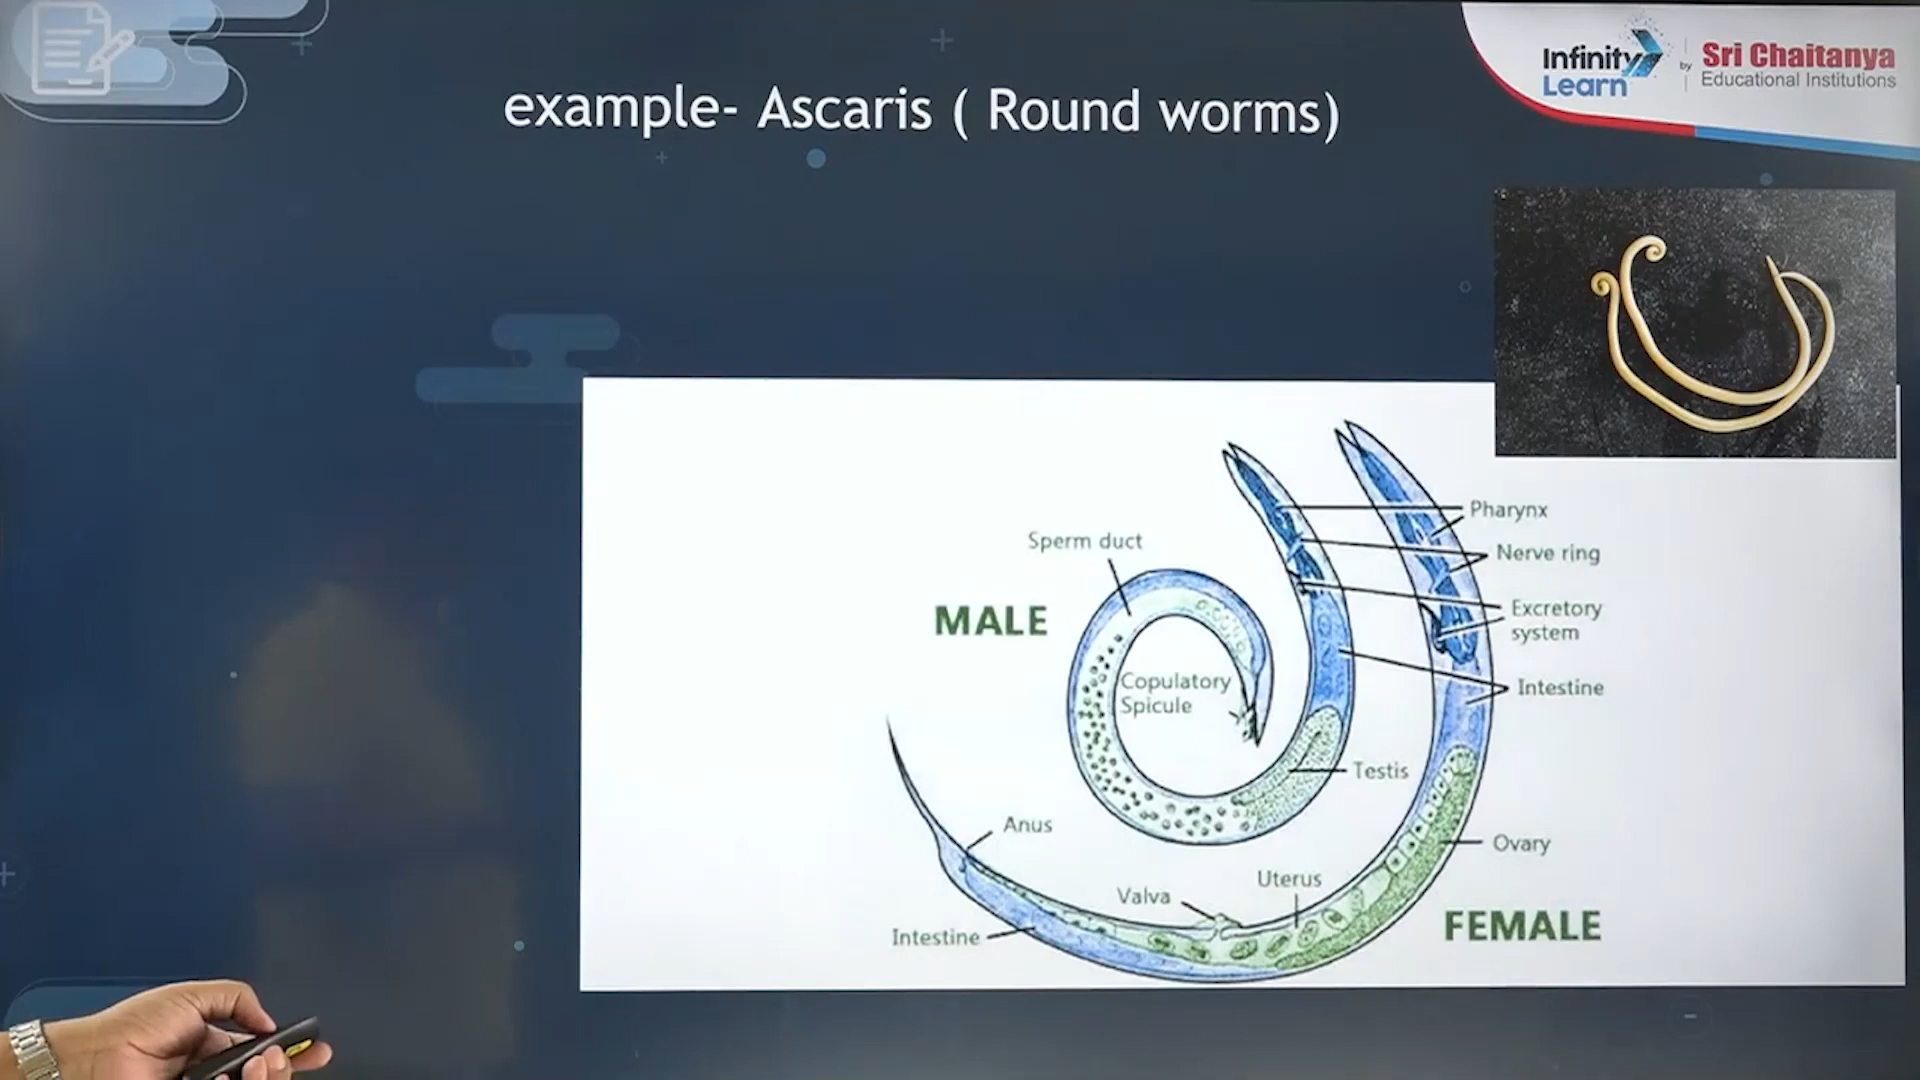 example- Ascaris ( Round worms)
Infinity
Learn
by
Sri Chaitanya
Educational Institutions
Pharynx
Nerve ring
Excretory
system
Intestine
Sperm duct
MALE
Copulatory
Spicule
Testis
Anus
Ovary
Uterus
Valva
Intestine
FEMALE